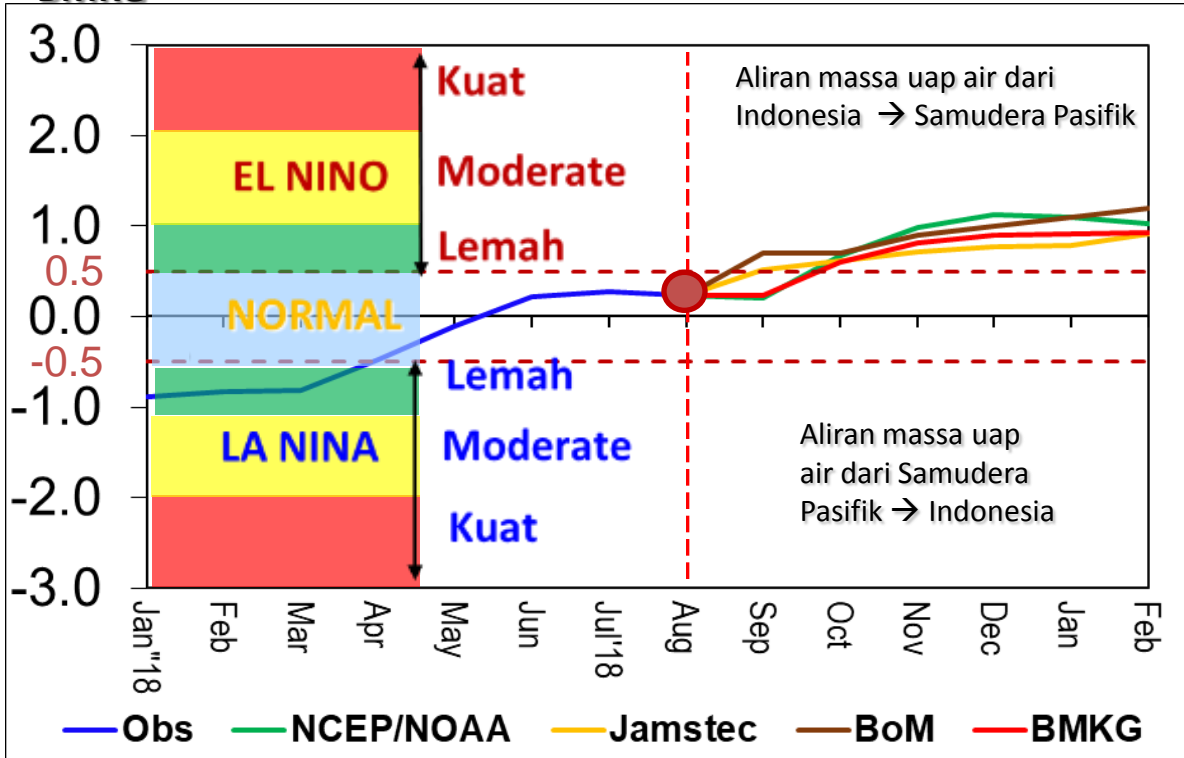 3.0
2.0
1.0
0.5
0.0
-0.5
-1.0
-2.0
-3.0
EL NINO
NORMAL
LA NINA
Kuat
Moderate
Lemah
Lemah
Moderate
Kuat
Aliran massa uap air dari
Indonesia → Samudera Pasifik
Aliran massa uap
air dari Samudera
Pasifik → Indonesia
Jan"18
Feb
Mar
Apr
May
Jun
Jul'18
Aug
Sep
Oct
Nov
Dec
Jan
Feb
Obs NCEP/NOAA Jamstec BoM BMKG